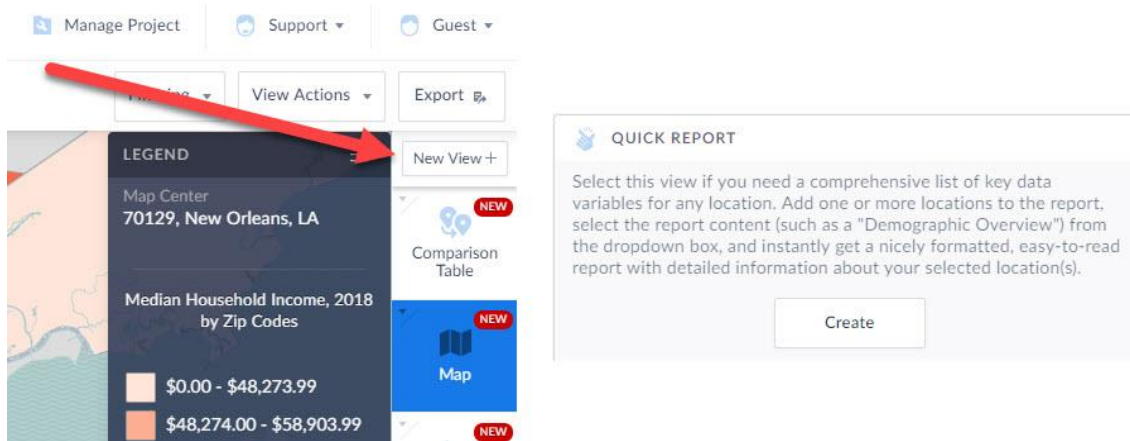 Manage Project
Support
Guest
View Actions
Export
LEGEND
New View+
Map Center
70129, New Orleans, LA
NEW
Comparison
Table
Median Household Income, 2018
by Zip Codes
NEW
Map
$0.00 - $48,273.99
$48,274.00 - $58,903.99
NEW
QUICK REPORT
Select this view if you need a comprehensive list of key data
variables for any location. Add one or more locations to the report,
select the report content (such as a "Demographic Overview") from
the dropdown box, and instantly get a nicely formatted, easy-to-read
report with detailed information about your selected location(s).
Create